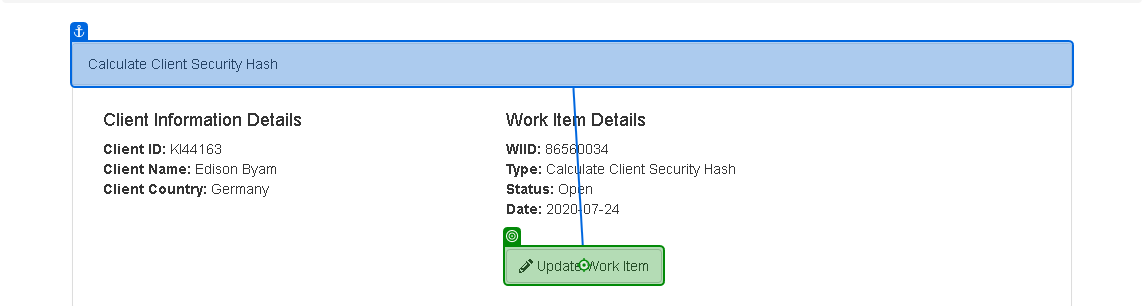 Calculate Client Security Hash
Client Information Details
Client ID: KI44163
Client Name: Edison Byam
Client Country: Germany
Work Item Details
WIID: 86560034
Type: Calculate Client Security Hash
Status: Open
Date: 2020-07-24
Update Work Item